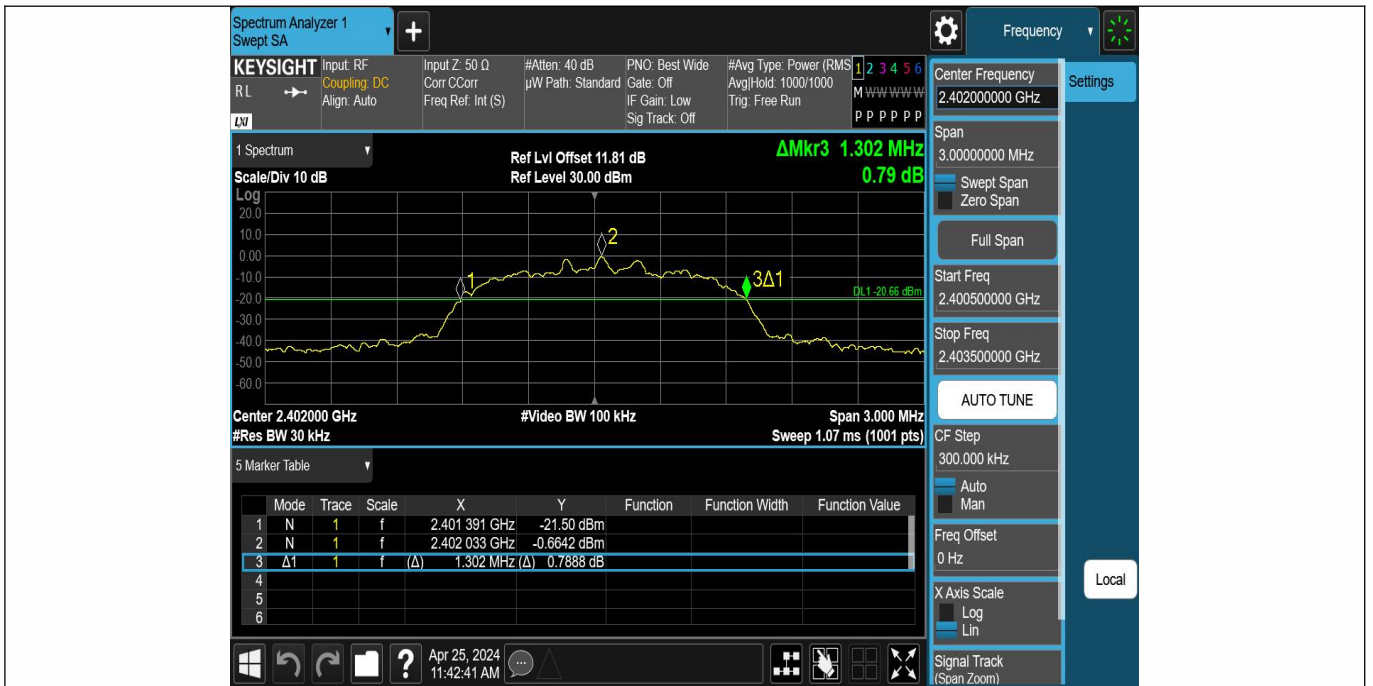 Spectrum Analyzer 1
Swept SA
+
Frequency
KEYSIGHT
RL
LXI
Input: RF
Coupling: DC
Align: Auto
Input Z: 50 Ω
Corr CCorr
Freq Ref: Int (S)
#Atten: 40 dB
µW Path: Standard
PNO: Best Wide
Gate: Off
IF Gain: Low
Sig Track: Off
#Avg Type: Power (RMS
Avg|Hold: 1000/1000
Trig: Free Run
1 2 3 4 5 6
M W W W W W
P P P P P P
1 Spectrum
Scale/Div 10 dB
Ref Lvl Offset 11.81 dB
Ref Level 30.00 dBm
ΔMkr3 1.302 MHz
0.79 dB
Log
20.0
10.0
0.00
-10.0
-20.0
-30.0
-40.0
-50.0
-60.0
1
2
3Δ1
DL1 -20.66 dBm
Center 2.402000 GHz
#Video BW 100 kHz
Span 3.000 MHz
#Res BW 30 kHz
Sweep 1.07 ms (1001 pts)
5 Marker Table
Mode Trace Scale X Y Function Function Width Function Value
1 N 1 f 2.401 391 GHz -21.50 dBm
2 N 1 f 2.402 033 GHz -0.6642 dBm
3 Δ1 1 f (Δ) 1.302 MHz (Δ) 0.7888 dB
4
5
6
?
Apr 25, 2024
11:42:41 AM
Center Frequency
2.402000000 GHz
Settings
Span
3.00000000 MHz
Swept Span
Zero Span
Full Span
Start Freq
2.400500000 GHz
Stop Freq
2.403500000 GHz
AUTO TUNE
CF Step
300.000 kHz
Auto
Man
Freq Offset
0 Hz
X Axis Scale
Log
Lin
Signal Track
(Span Zoom)
Local